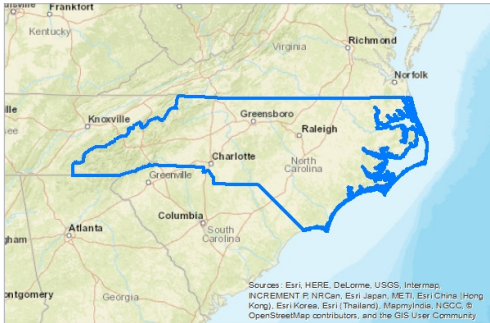 Frankfort
Kentucky
Virginia
Richmond
Norfolk
Knoxville
Greensboro
Raleigh
Charlotte
North
Carolina
Greenville
Columbia
South
Carolina
Atlanta
Georgia
Sources: Esri, HERE, DeLorme, USGS, Intermap,
INCREMENT P, NRCan, Esri Japan, METI, Esri China (Hong
Kong), Esri Korea, Esri (Thailand), MapmyIndia, NGCC, ©
OpenStreetMap contributors, and the GIS User Community